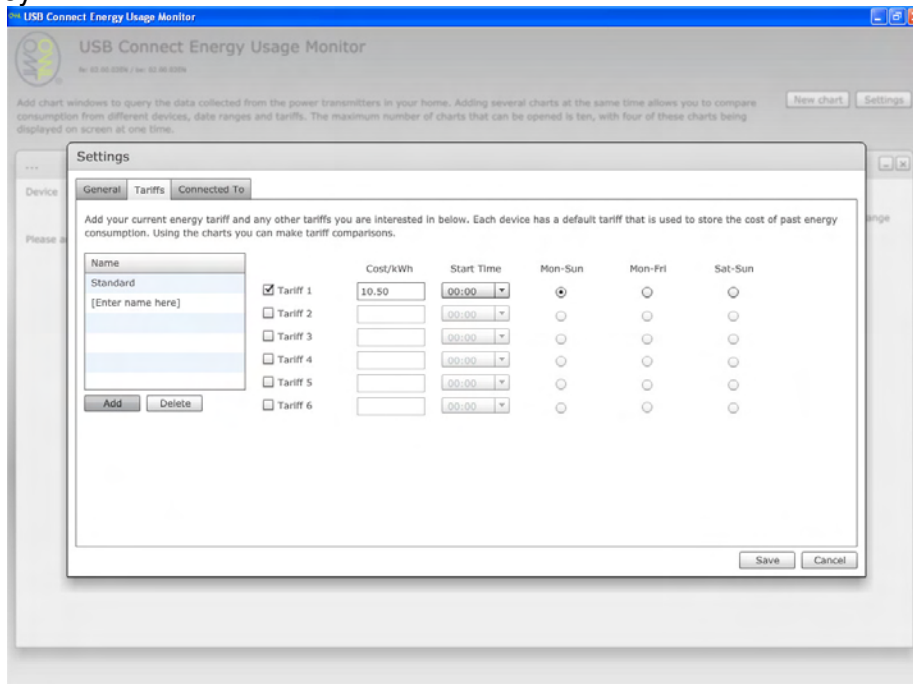 USB Connect Energy Usage Monitor
USB Connect Energy Usage Monitor
Add chart windows to query the data collected from the power transmitters in your home. Adding several charts at the same time allows you to compare
consumption from different devices, date ranges and tariffs. The maximum number of charts that can be opened is ten, with four of these charts being
displayed on screen at one time.
New chart Settings
...
Device
Please
Settings
General Tariffs Connected To
Add your current energy tariff and any other tariffs you are interested in below. Each device has a default tariff that is used to store the cost of past energy
consumption. Using the charts you can make tariff comparisons.
Name
Standard
[Enter name here]
Add Delete
Cost/kWh Start Time Mon-Sun Mon-Fri Sat-Sun
Tariff 1 10.50 00:00
Tariff 2 00:00
Tariff 3 00:00
Tariff 4 00:00
Tariff 5 00:00
Tariff 6 00:00
Save Cancel